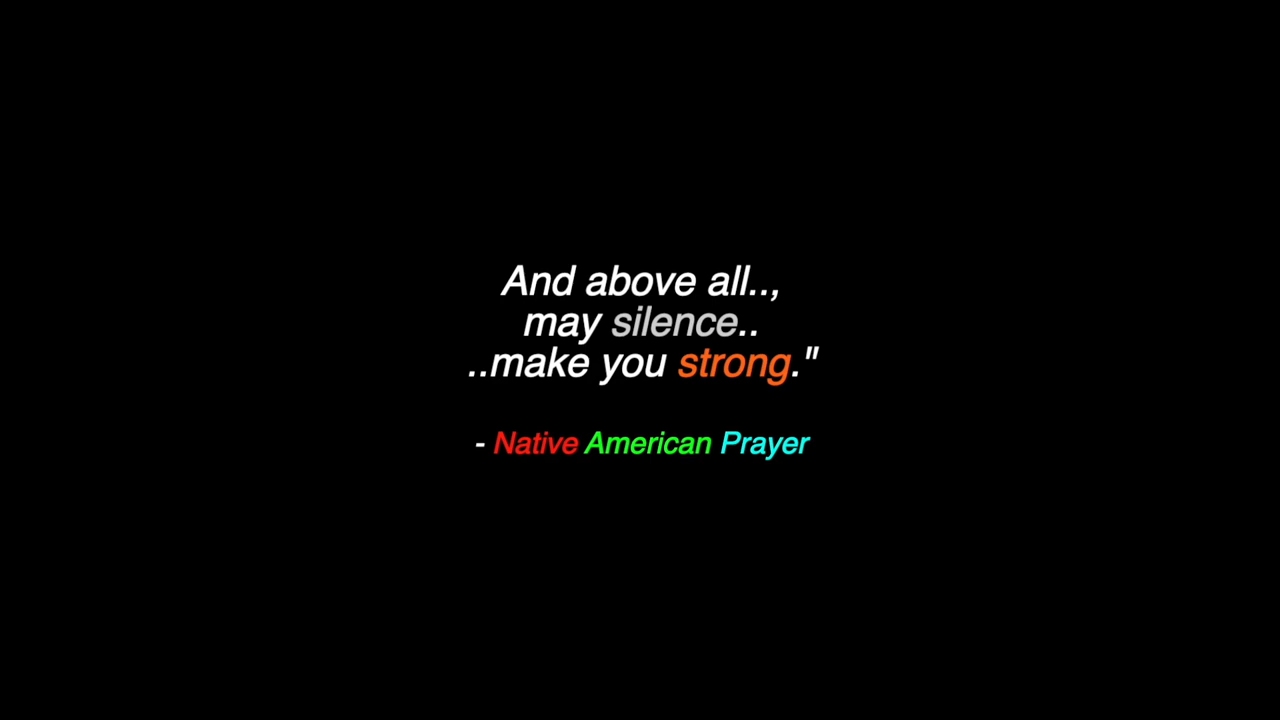 And above all..,
may silence..
..make you strong."
- Native American Prayer